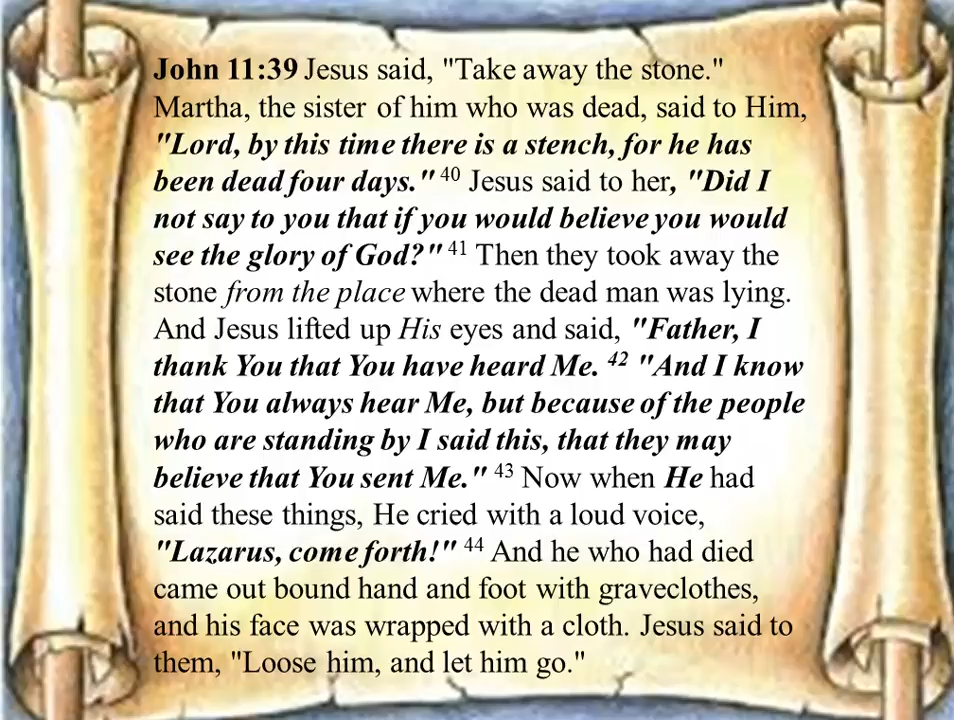 John 11:39 Jesus said, "Take away the stone."
Martha, the sister of him who was dead, said to Him,
"Lord, by this time there is a stench, for he has
been dead four days." 40 Jesus said to her, "Did I
not say to you that if you would believe you would
see the glory of God?" 41 Then they took away the
stone from the place where the dead man was lying.
And Jesus lifted up His eyes and said, "Father, I
thank You that You have heard Me. 42 "And I know
that You always hear Me, but because of the people
who are standing by I said this, that they may
believe that You sent Me." 43 Now when He had
said these things, He cried with a loud voice,
"Lazarus, come forth!" 44 And he who had died
came out bound hand and foot with graveclothes,
and his face was wrapped with a cloth. Jesus said to
them, "Loose him, and let him go."